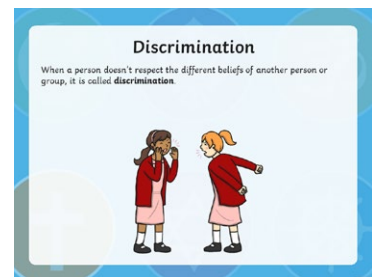 Discrimination
When a person doesn't respect the different beliefs of another person or
group, it is called discrimination.